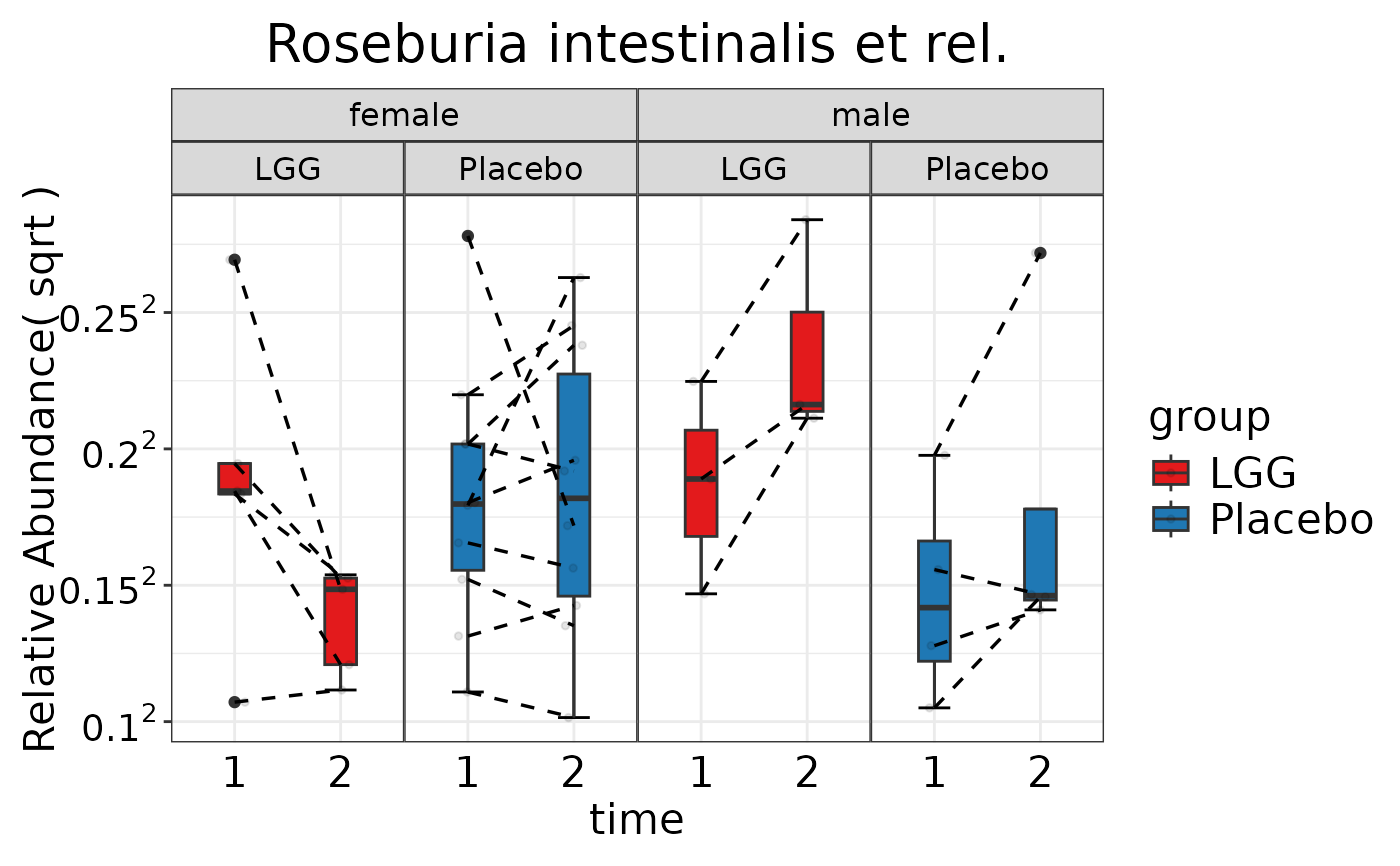 Roseburia intestinalis et rel.
female male
LGG Placebo LGG Placebo
Relative Abundance( sqrt )
0.25²
0.2²
0.15²
0.1²
1 2 1 2 1 2 1 2
time
group
LGG
Placebo